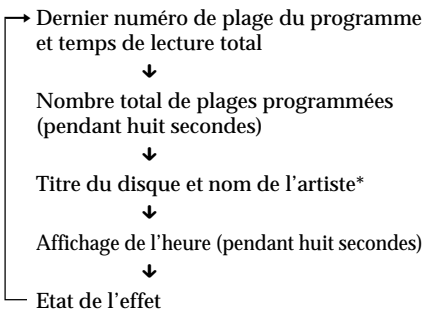 Dernier numéro de plage du programme
et temps de lecture total
Nombre total de plages programmées
(pendant huit secondes)
Titre du disque et nom de l'artiste*
Affichage de l'heure (pendant huit secondes)
Etat de l'effet